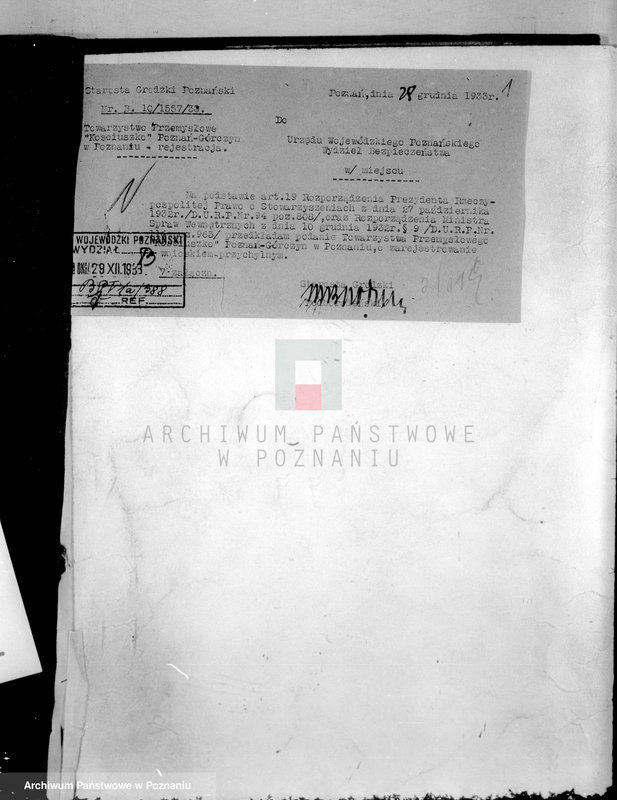 Starosta Grodzki Poznański
Poznań,dnia 28 grudnia 1933r.
1
Nr. B. 10/1557/33.
Do
Towarzystwo Przemysłowe
"Kościuszko" Poznań-Górczyn
w Poznaniu - rejestracja.
Urzędu Wojewódzkiego Poznańskiego
Wydział Bezpieczeństwa
w/ miejscu
Na podstawie art.19 Rozporządzenia Prezydenta Rzeczy-
pospolitej Prawo o Stowarzyszeniach z dnia 27 października
1932r./D.U.R.P.Nr.94 poz.808/,oraz Rozporządzenia Ministra
Spraw Wewnętrznych z dnia 10 grudnia 1932r.§ 9 /D.U.R.P.Nr.
przedkładam podanie Towarzystwa Przemysłowego
"Kościuszko" Poznań-Górczyn w Poznaniu,o zarejestrowanie
wnioskiem-przychylnym.
WOJEWÓDZKI POZNAŃSKI
WYDZIAŁ
29 XII.1933
załączn.
REF.
Grodzki
ARCHIWUM PAŃSTWOWE
W POZNANIU
Archiwum Państwowe w Poznaniu